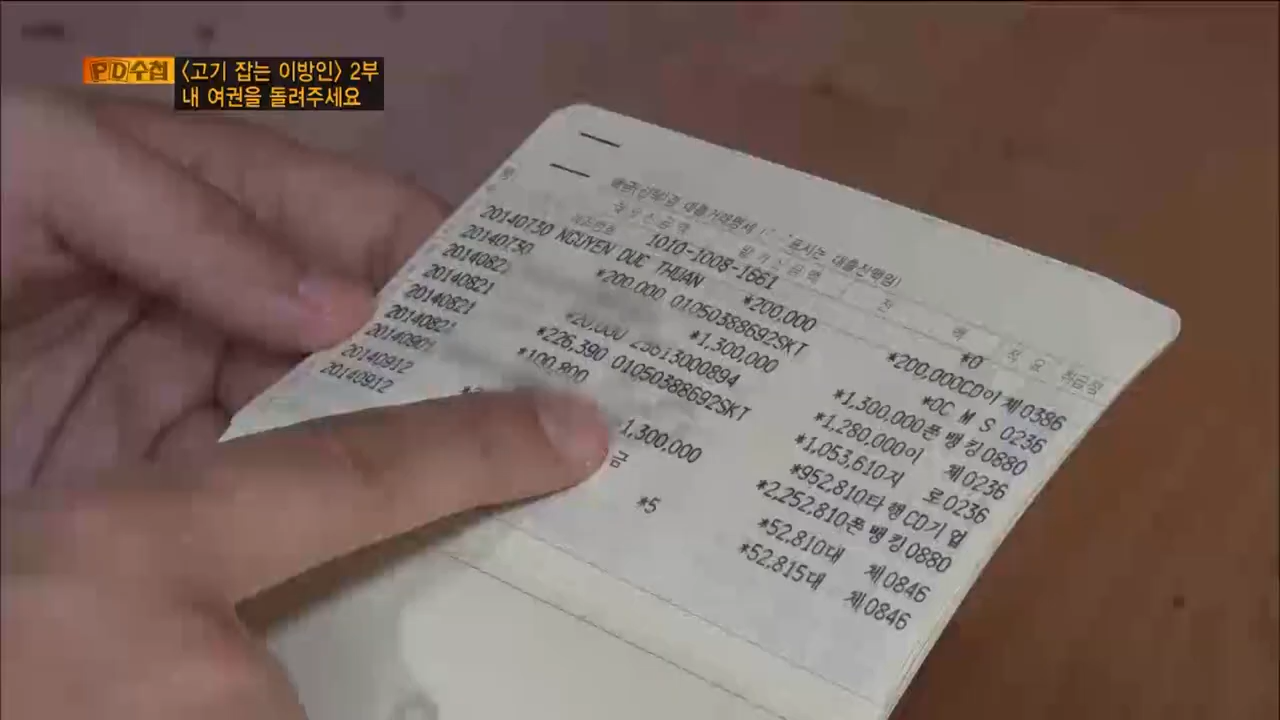 PD수첩 〈고기 잡는 이방인〉 2부
내 여권을 돌려주세요
1010-1008-1661
20140730 NGUYEN DUC THUAN *200,000 *0
20140730 *200,000 01050388692SKT *200,000CD이체0386
20140821 *1,300,000 *0C M S 0236
20140821 *20,000 25613000894 *1,300,000폰뱅킹0880
20140821 *226,390 01050388692SKT *1,280,000이 체0236
20140821 *100,800 *1,053,610지 로0236
20140901 1,300,000 *952,810타행CD기업
20140912 금 *2,252,810폰뱅킹0880
20140912 *5 *52,810대 체0846
*52,815대 체0846